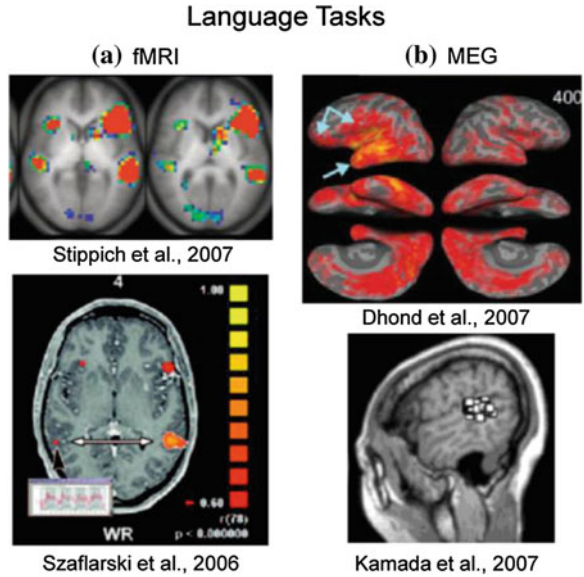 Language Tasks
(a) fMRI
(b) MEG
400
Stippich et al., 2007
Dhond et al., 2007
4
1.00
0.60
r(78)
WR
p < 0.000000
Szaflarski et al., 2006
Kamada et al., 2007